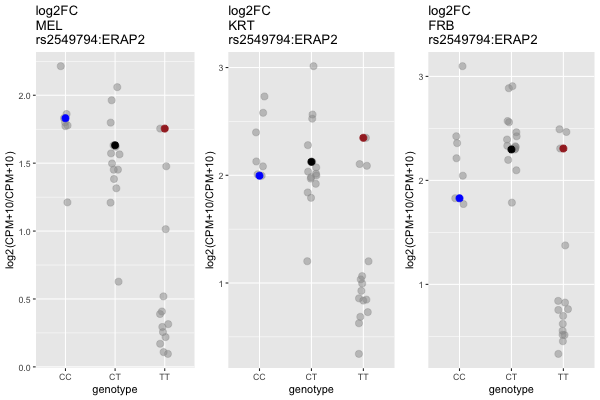 log2FC
MEL
rs2549794:ERAP2
log2(CPM+10/CPM+10)
2.0
1.5
1.0
0.5
0.0
CC CT TT
genotype
log2FC
KRT
rs2549794:ERAP2
log2(CPM+10/CPM+10)
3
2
1
CC CT TT
genotype
log2FC
FRB
rs2549794:ERAP2
log2(CPM+10/CPM+10)
3
2
1
CC CT TT
genotype